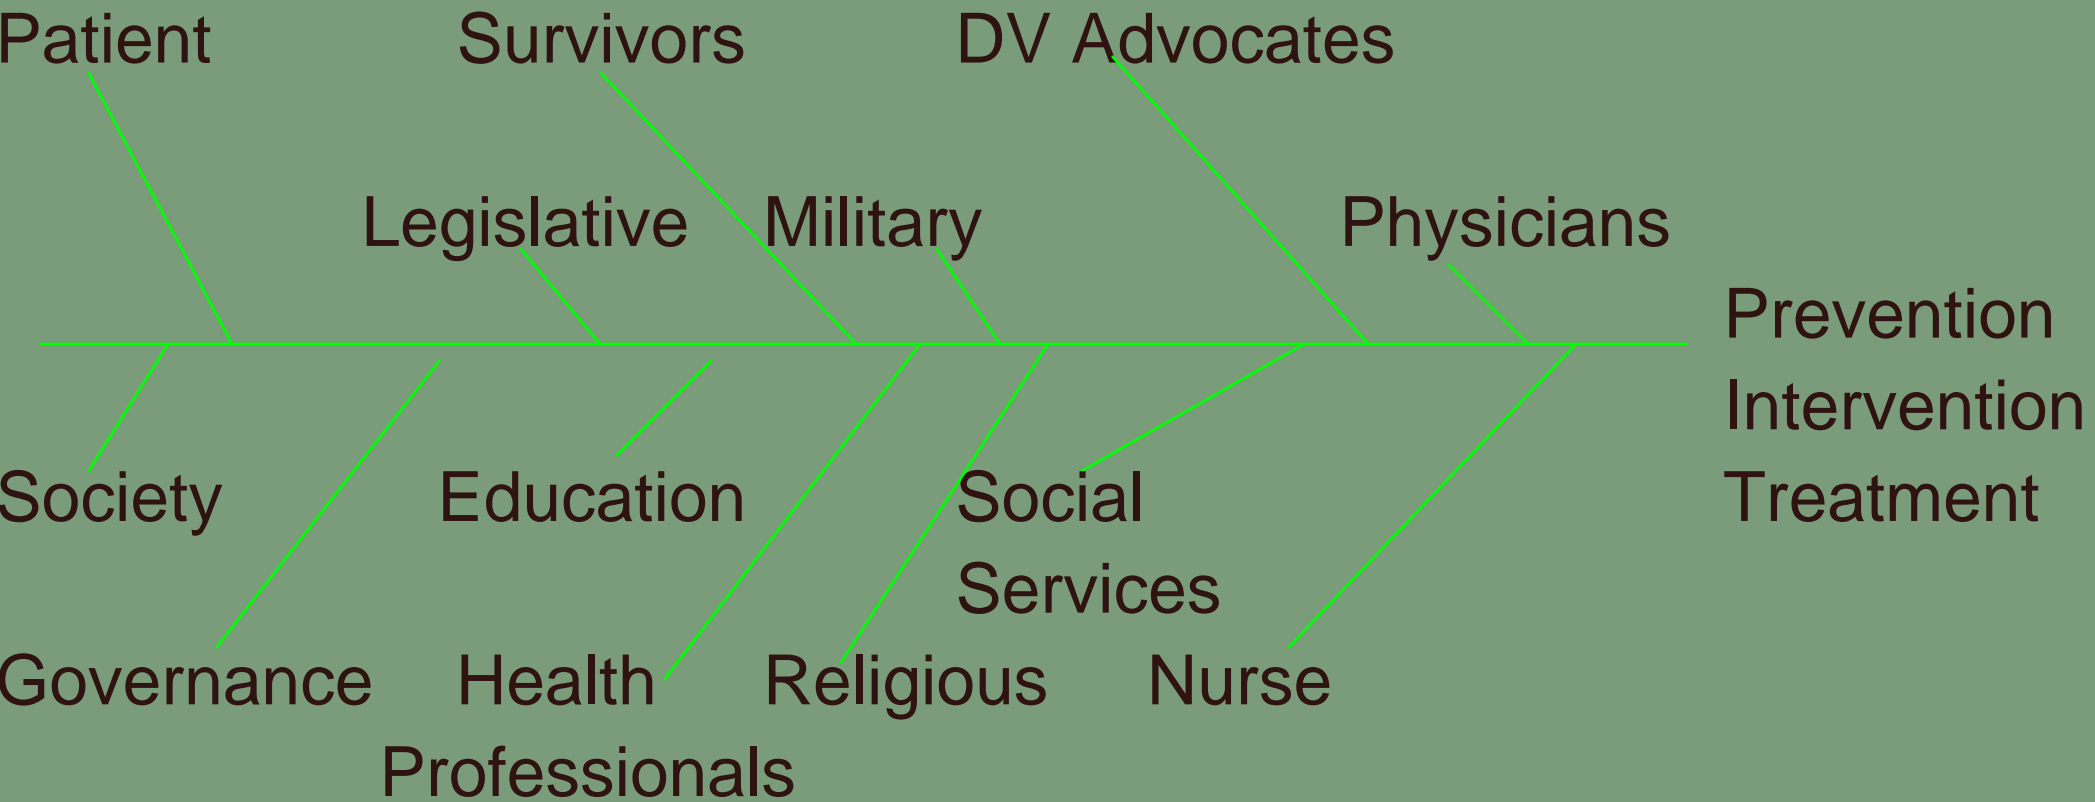 Patient Survivors DV Advocates
Legislative Military Physicians
Prevention
Intervention
Society Education Social Treatment
Services
Governance Health Religious Nurse
Professionals